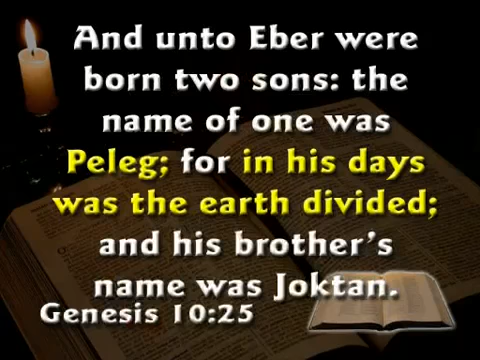 And unto Eber were
born two sons: the
name of one was
Peleg; for in his days
was the earth divided;
and his brother's
name was Joktan.
Genesis 10:25